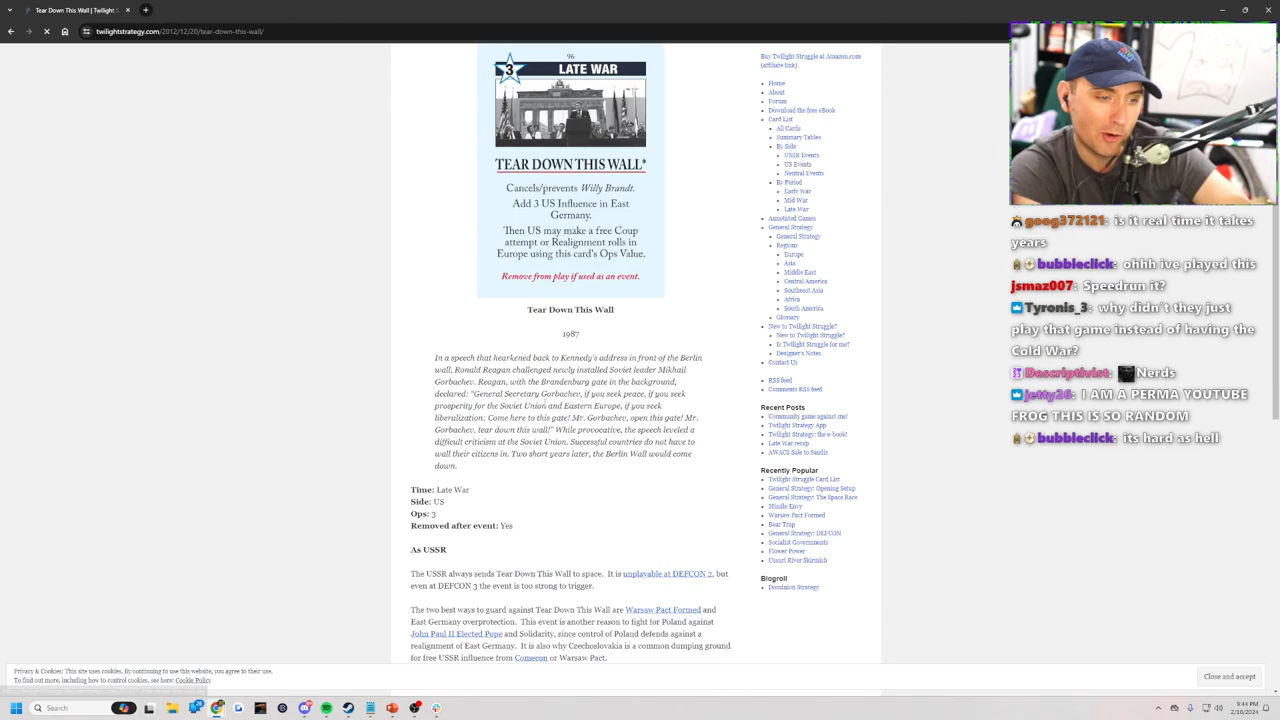 twilightstrategy.com/2012/12/20/tear-down-this-wall/
96
3 LATE WAR
TEAR DOWN THIS WALL*
Cancels/prevents Willy Brandt.
Add 3 US Influence in East
Germany.
Then US may make a free Coup
attempt or Realignment rolls in
Europe using this card's Ops Value.
Remove from play if used as an event.
Tear Down This Wall
1987
In a speech that hearkened back to Kennedy's address in front of the Berlin
wall, Ronald Reagan challenged newly installed Soviet leader Mikhail
Gorbachev. Reagan, with the Brandenburg gate in the background,
declared: "General Secretary Gorbachev, if you seek peace, if you seek
prosperity for the Soviet Union and Eastern Europe, if you seek
liberalization: Come here to this gate! Mr. Gorbachev, open this gate! Mr.
Gorbachev, tear down this wall!" While provocative, the speech leveled a
difficult criticism at the Soviet Union. Successful countries do not have to
wall their citizens in. Two short years later, the Berlin Wall would come
down.
Time: Late War
Side: US
Ops: 3
Removed after event: Yes
As USSR
The USSR always sends Tear Down This Wall to space. It is unplayable at DEFCON 2, but
even at DEFCON 3 the event is too strong to trigger.
The two best ways to guard against Tear Down This Wall are Warsaw Pact Formed and
East Germany overprotection. This event is another reason to fight for Poland against
John Paul II Elected Pope and Solidarity, since control of Poland defends against a
realignment of East Germany. It is also why Czechoslovakia is a common dumping ground
for free USSR influence from Comecon or Warsaw Pact.
Buy Twilight Struggle at Amazon.com
(affiliate link)
Home
About
Forum
Download the free eBook
Card List
All Cards
Summary Tables
By Side
USSR Events
US Events
Neutral Events
By Period
Early War
Mid War
Late War
Annotated Games
General Strategy
General Strategy
Regions
Europe
Asia
Middle East
Central America
Southeast Asia
Africa
South America
Glossary
New to Twilight Struggle?
New to Twilight Struggle?
Is Twilight Struggle for me?
Designer's Notes
Contact Us
RSS feed
Comments RSS feed
Recent Posts
Community game against me!
Twilight Strategy App
Twilight Strategy: the e-book!
Late War recap
AWACS Sale to Saudis
Recently Popular
Twilight Struggle Card List
General Strategy: Opening Setup
General Strategy: The Space Race
Missile Envy
Warsaw Pact Formed
Bear Trap
General Strategy: DEFCON
Socialist Governments
Flower Power
Ussuri River Skirmish
Blogroll
Dominion Strategy
goog372121: is it real time it takes
years
bubbleclick: ohhh ive played this
jsmaz007: Speedrun it?
Tyronis_3: why didn't they just
play that game instead of having the
Cold War?
Descriptivist: Nerds
jetty26: I AM A PERMA YOUTUBE
FROG THIS IS SO RANDOM
bubbleclick: its hard as hell
Privacy & Cookies: This site uses cookies. By continuing to use this website, you agree to their use.
To find out more, including how to control cookies, see here: Cookie Policy
Close and accept
Search
9:44 PM
2/10/2024